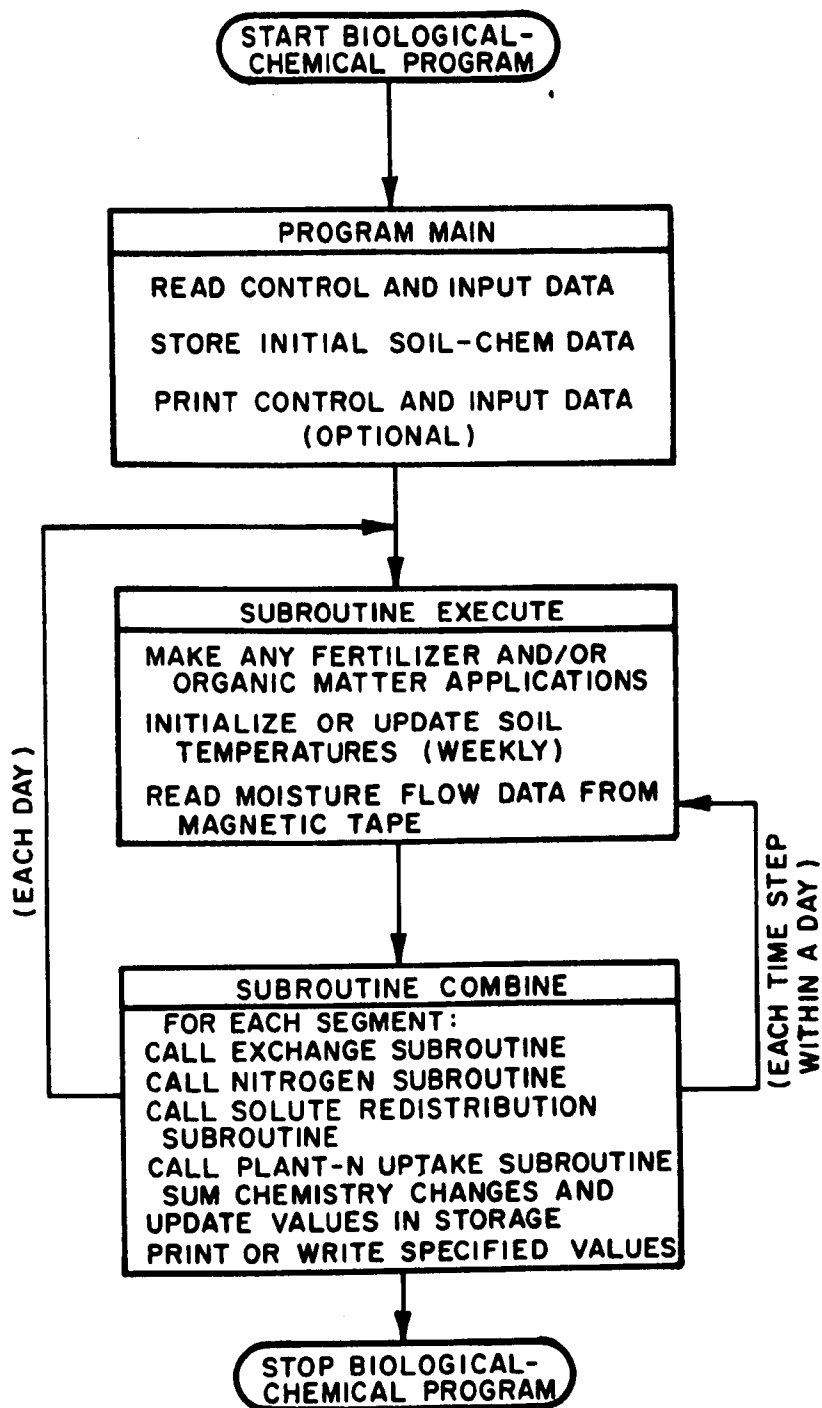 START BIOLOGICAL-
CHEMICAL PROGRAM
PROGRAM MAIN
READ CONTROL AND INPUT DATA
STORE INITIAL SOIL-CHEM DATA
PRINT CONTROL AND INPUT DATA
(OPTIONAL)
SUBROUTINE EXECUTE
MAKE ANY FERTILIZER AND/OR
ORGANIC MATTER APPLICATIONS
INITIALIZE OR UPDATE SOIL
TEMPERATURES (WEEKLY)
READ MOISTURE FLOW DATA FROM
MAGNETIC TAPE
(EACH DAY)
(EACH TIME STEP
WITHIN A DAY)
SUBROUTINE COMBINE
FOR EACH SEGMENT:
CALL EXCHANGE SUBROUTINE
CALL NITROGEN SUBROUTINE
CALL SOLUTE REDISTRIBUTION
SUBROUTINE
CALL PLANT-N UPTAKE SUBROUTINE
SUM CHEMISTRY CHANGES AND
UPDATE VALUES IN STORAGE
PRINT OR WRITE SPECIFIED VALUES
STOP BIOLOGICAL-
CHEMICAL PROGRAM